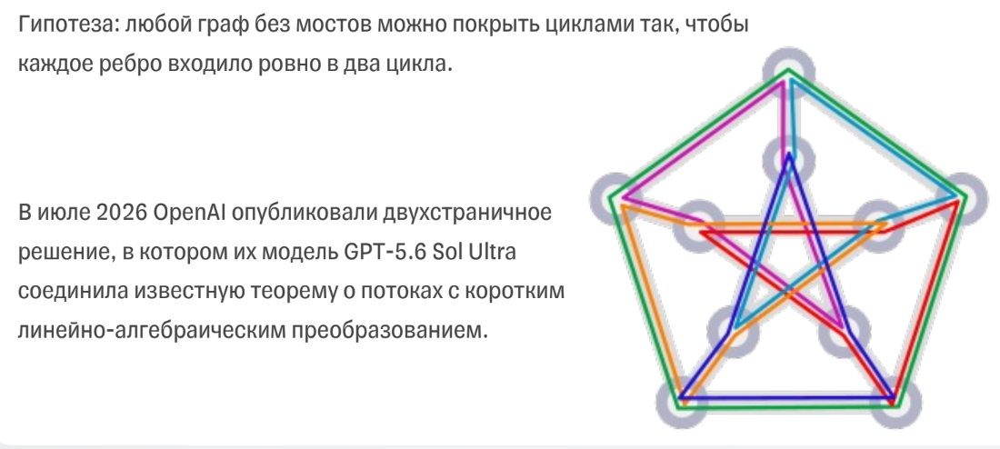 Гипотеза: любой граф без мостов можно покрыть циклами так, чтобы
каждое ребро входило ровно в два цикла.
В июле 2026 OpenAI опубликовали двухстраничное
решение, в котором их модель GPT-5.6 Sol Ultra
соединила известную теорему о потоках с коротким
линейно-алгебраическим преобразованием.